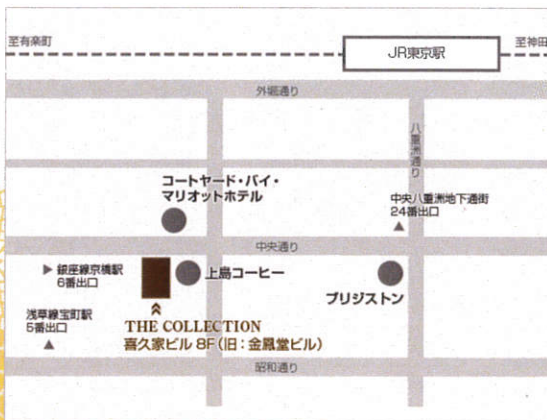 至有楽町
JR東京駅
至神田
外堀通り
八重洲通り
コートヤード・バイ・
マリオットホテル
中央八重洲地下通街
24番出口
▲
中央通り
▶ 銀座線京橋駅
6番出口
上島コーヒー
ブリジストン
浅草線宝町駅
5番出口
▲
THE COLLECTION
喜久家ビル 8F(旧:金鳳堂ビル)
昭和通り